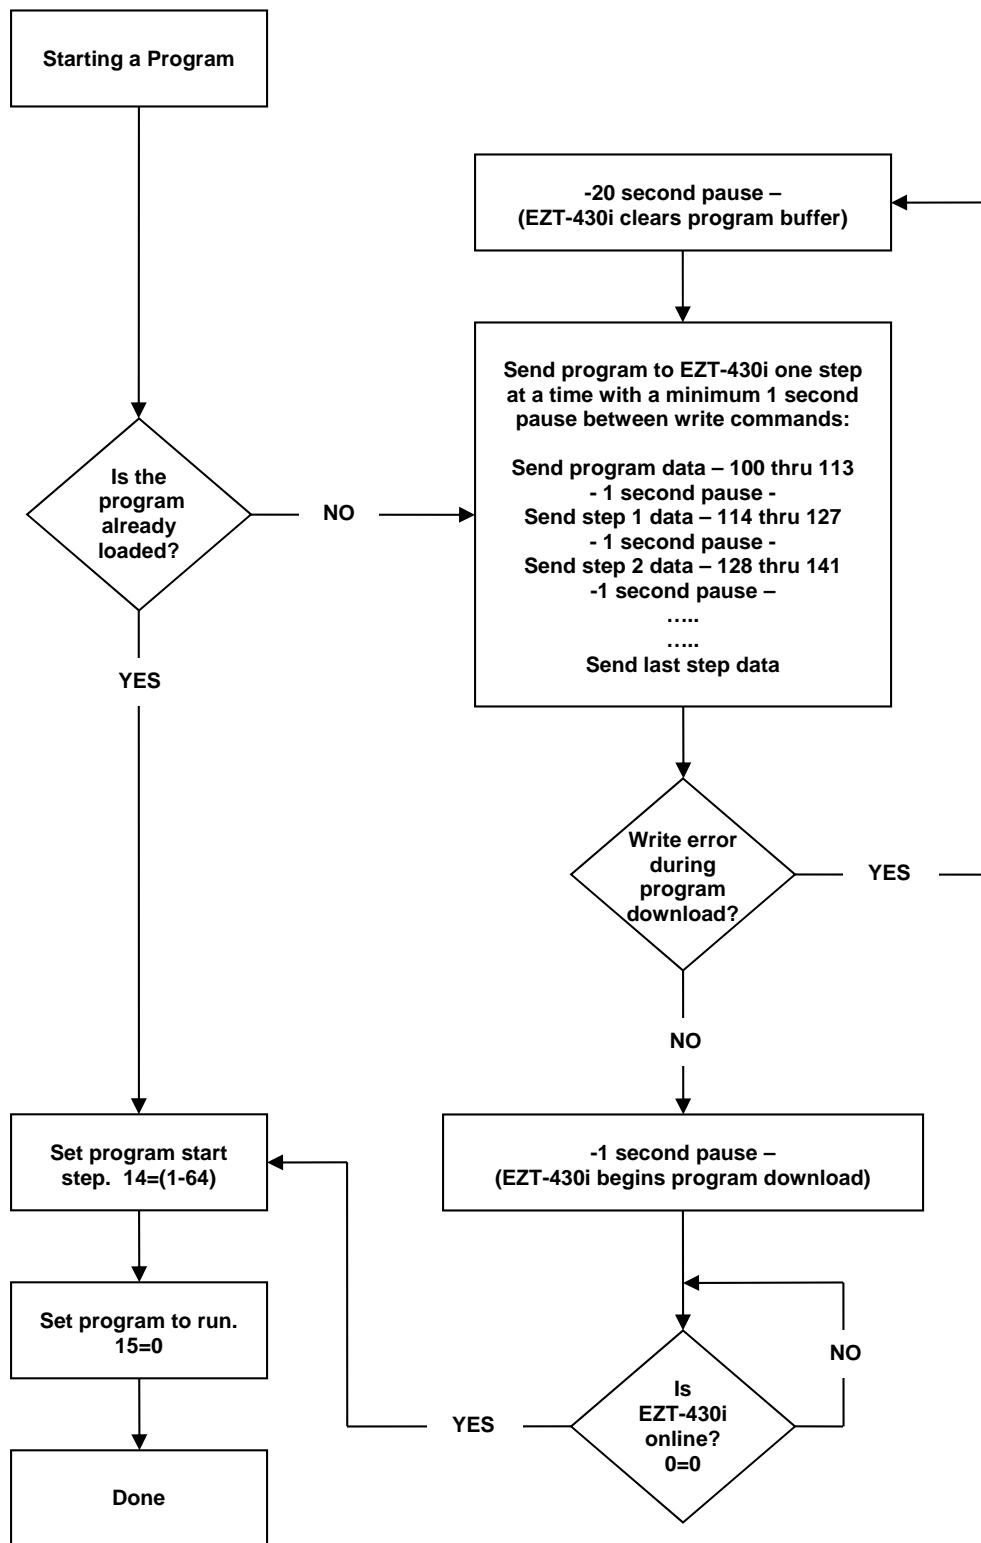 Starting a Program
-20 second pause –
(EZT-430i clears program buffer)
Send program to EZT-430i one step
at a time with a minimum 1 second
pause between write commands:
Send program data – 100 thru 113
- 1 second pause -
Send step 1 data – 114 thru 127
- 1 second pause -
Send step 2 data – 128 thru 141
-1 second pause –
…..
…..
Send last step data
Is the
program
already
loaded?
NO
YES
Write error
during
program
download?
YES
NO
-1 second pause –
(EZT-430i begins program download)
Set program start
step. 14=(1-64)
Set program to run.
15=0
NO
Is
EZT-430i
online?
0=0
YES
Done